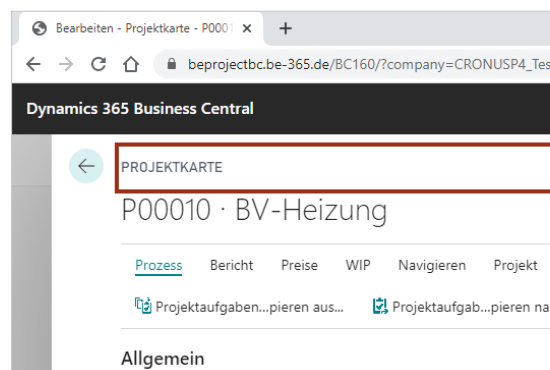 Bearbeiten - Projektkarte - P0001
beprojectbc.be-365.de/BC160/?company=CRONUSP4_Tes
Dynamics 365 Business Central
PROJEKTKARTE
P00010 · BV-Heizung
Prozess Bericht Preise WIP Navigieren Projekt
Projektaufgaben...pieren aus... Projektaufgab...pieren na
Allgemein